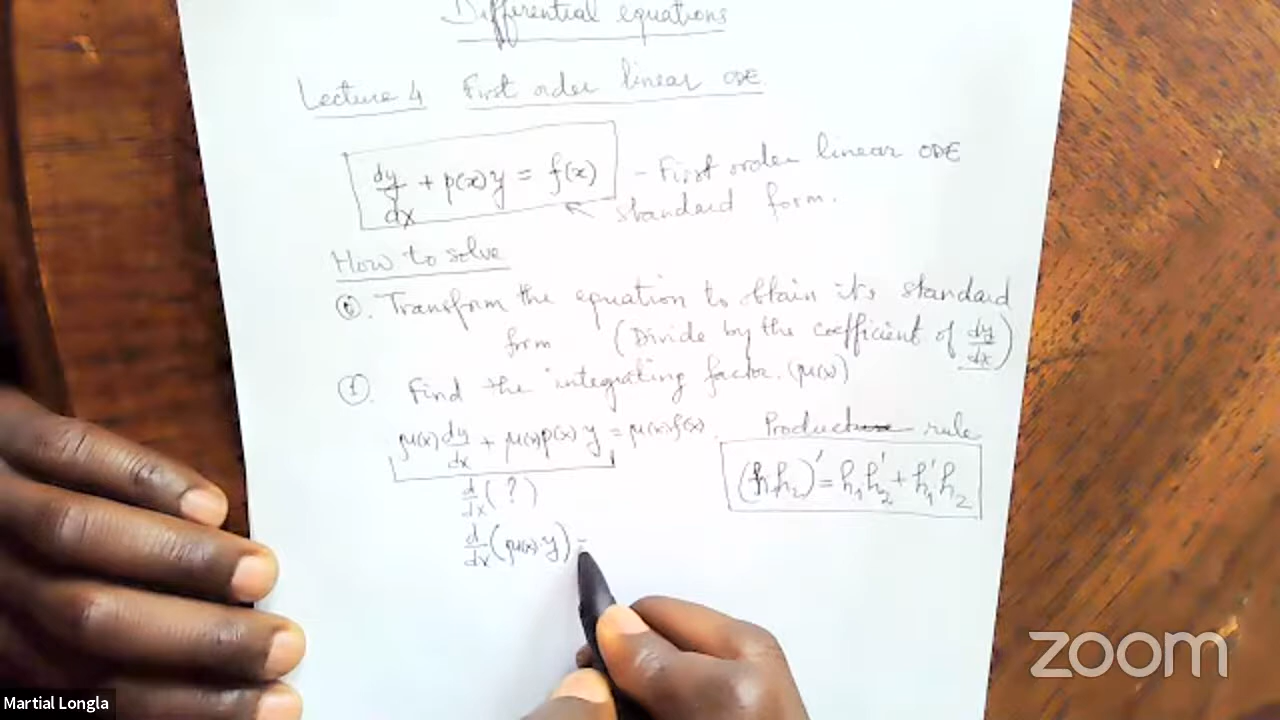 Differential equations
Lecture 4 First order linear ODE.
dy/dx + p(x) y = f(x) - First order linear ODE
standard form.
How to solve
⓪. Transform the equation to obtain its standard
form (Divide by the coefficient of dy/dx)
①. Find the integrating factor. (μ(x))
μ(x) dy/dx + μ(x)p(x) y = μ(x)f(x). Product rule
(h₁h₂)' = h₁h₂' + h₁'h₂
d/dx (?)
d/dx (μ(x) y) =
zoom
Martial Longla